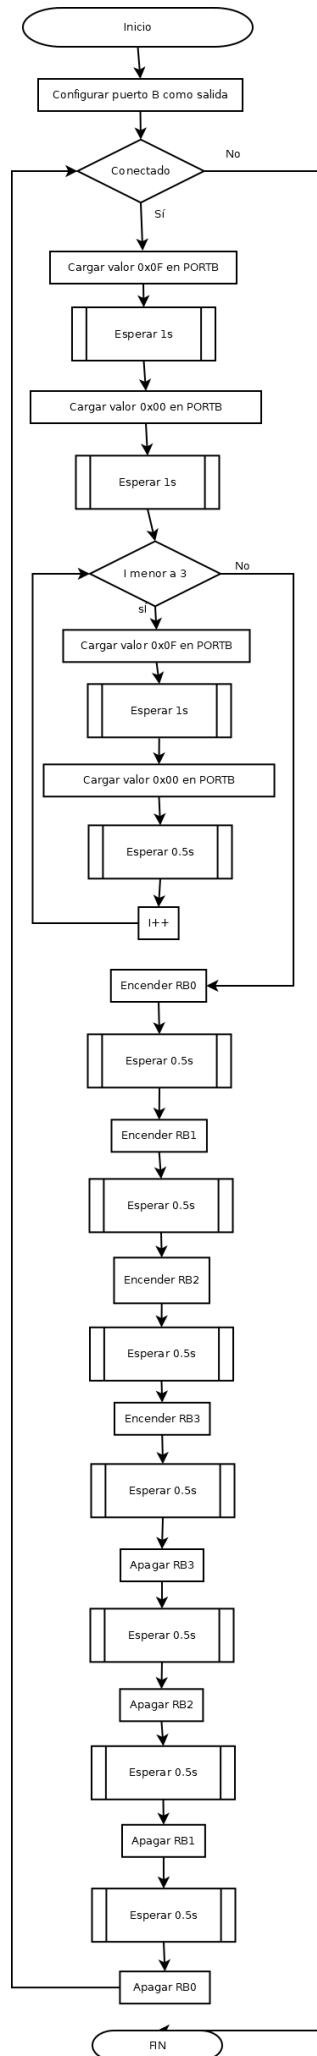 Inicio
Configurar puerto B como salida
Conectado
No
Sí
Cargar valor 0x0F en PORTB
Esperar 1s
Cargar valor 0x00 en PORTB
Esperar 1s
I menor a 3
No
sí
Cargar valor 0x0F en PORTB
Esperar 1s
Cargar valor 0x00 en PORTB
Esperar 0.5s
I++
Encender RB0
Esperar 0.5s
Encender RB1
Esperar 0.5s
Encender RB2
Esperar 0.5s
Encender RB3
Esperar 0.5s
Apagar RB3
Esperar 0.5s
Apagar RB2
Esperar 0.5s
Apagar RB1
Esperar 0.5s
Apagar RB0
FIN